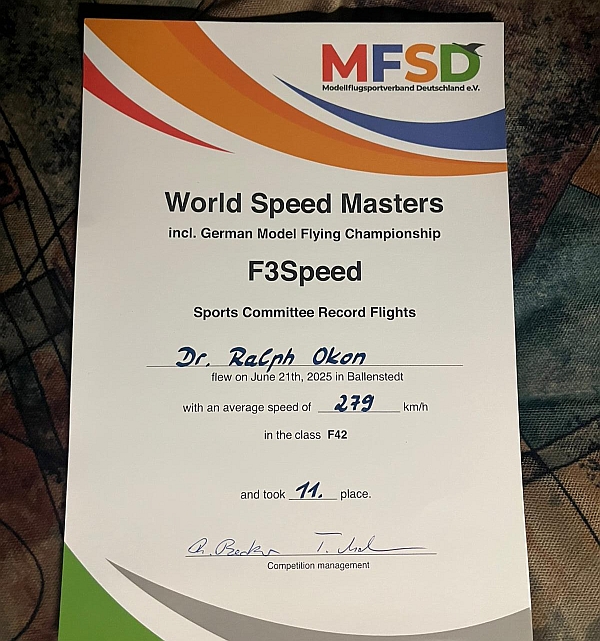 MFSD
Modellflugsportverband Deutschland e.V.
World Speed Masters
incl. German Model Flying Championship
F3Speed
Sports Committee Record Flights
Dr. Ralph Okon
flew on June 21th, 2025 in Ballenstedt
with an average speed of 279 km/h
in the class F42
and took 11. place.
Competition management